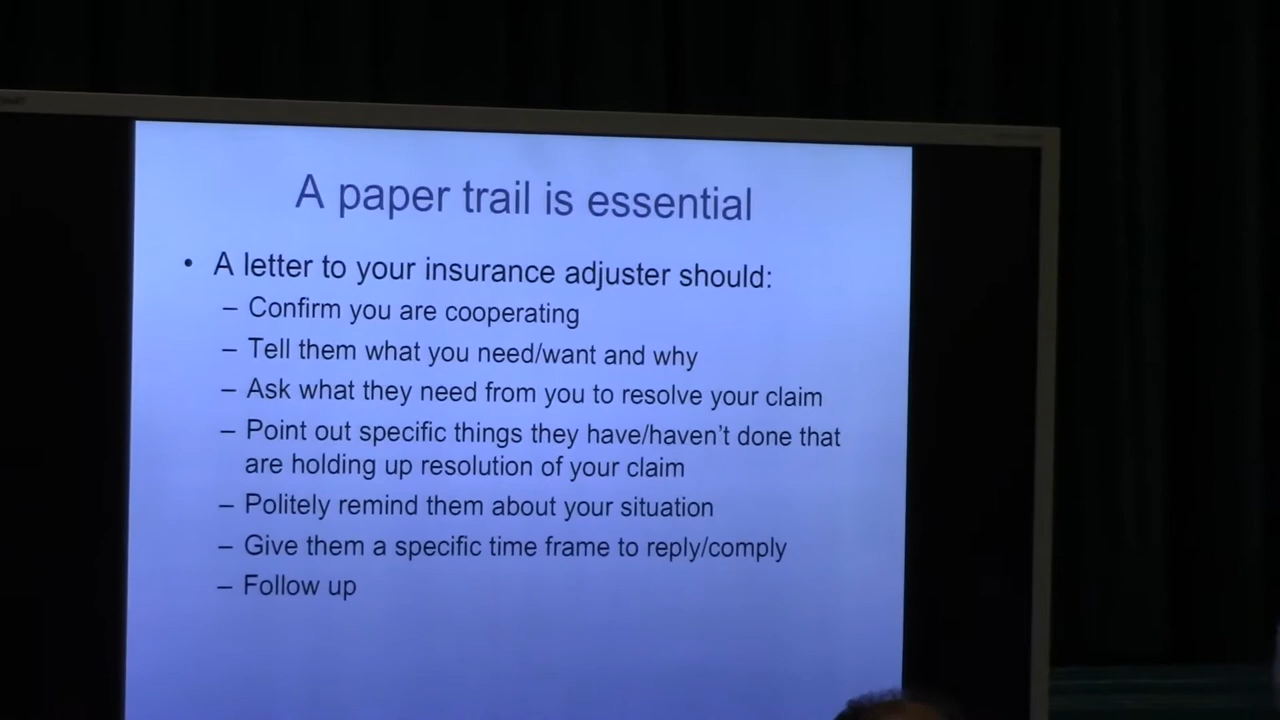 A paper trail is essential
• A letter to your insurance adjuster should:
– Confirm you are cooperating
– Tell them what you need/want and why
– Ask what they need from you to resolve your claim
– Point out specific things they have/haven't done that
are holding up resolution of your claim
– Politely remind them about your situation
– Give them a specific time frame to reply/comply
– Follow up